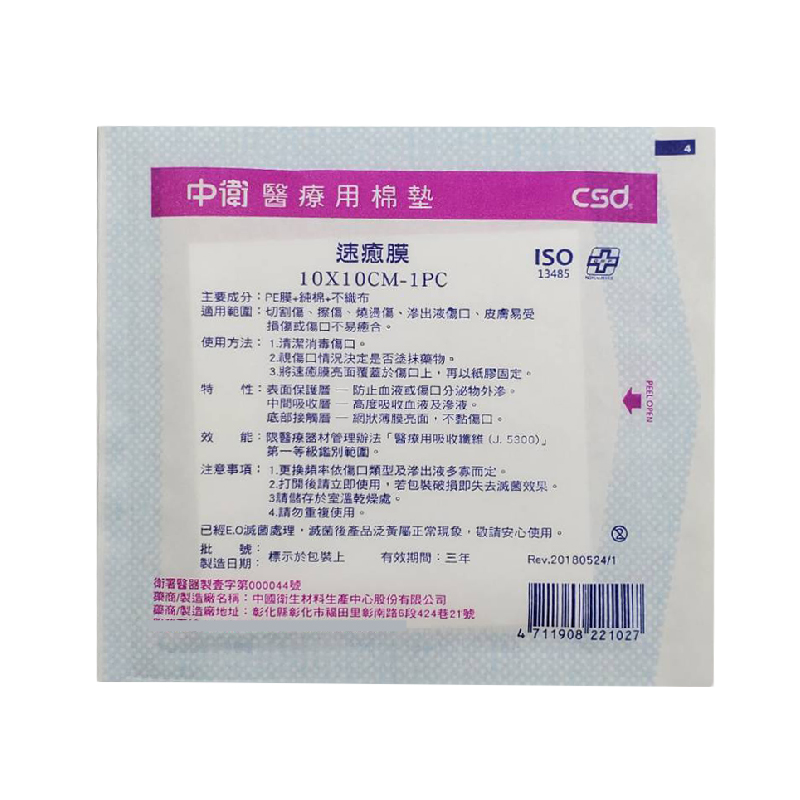 4
中衛 醫療用棉墊 csd
速癒膜
10X10CM-1PC
ISO
13485
主要成分：PE膜+純棉+不織布
適用範圍：切割傷、擦傷、燒燙傷、滲出液傷口、皮膚易受
損傷或傷口不易癒合。
使用方法：1.清潔消毒傷口。
2.視傷口情況決定是否塗抹藥物。
3.將速癒膜亮面覆蓋於傷口上，再以紙膠固定。
特 性：表面保護層 — 防止血液或傷口分泌物外滲。
中間吸收層 — 高度吸收血液及滲液。
底部接觸層 — 網狀薄膜亮面，不黏傷口。
PEEL OPEN
效 能：限醫療器材管理辦法「醫療用吸收纖維 (J. 5300)」
第一等級鑑別範圍。
注意事項：1.更換頻率依傷口類型及滲出液多寡而定。
2.打開後請立即使用，若包裝破損即失去滅菌效果。
3.請儲存於室溫乾燥處。
4.請勿重複使用。
已經E.O滅菌處理，滅菌後產品泛黃屬正常現象，敬請安心使用。
批 號：
製造日期：標示於包裝上 有效期間：三年 Rev.20180524/1
衛署醫器製壹字第000044號
藥商/製造廠名稱：中國衛生材料生產中心股份有限公司
藥商/製造廠地址：彰化縣彰化市福田里彰南路6段424巷21號
4 711908 221027